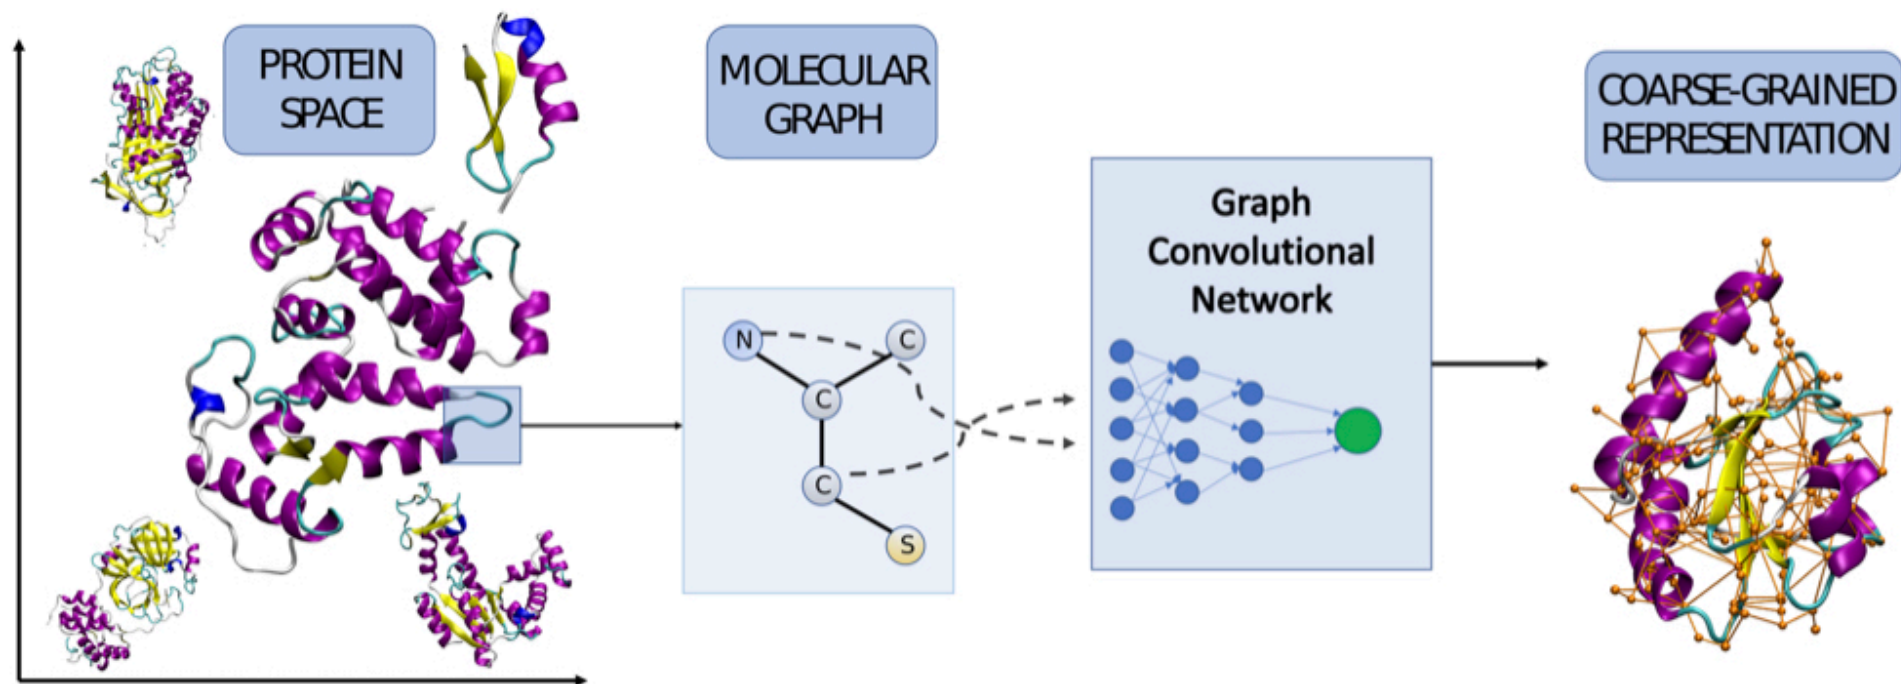 PROTEIN
SPACE
MOLECULAR
GRAPH
N
C
C
C
S
Graph
Convolutional
Network
COARSE-GRAINED
REPRESENTATION